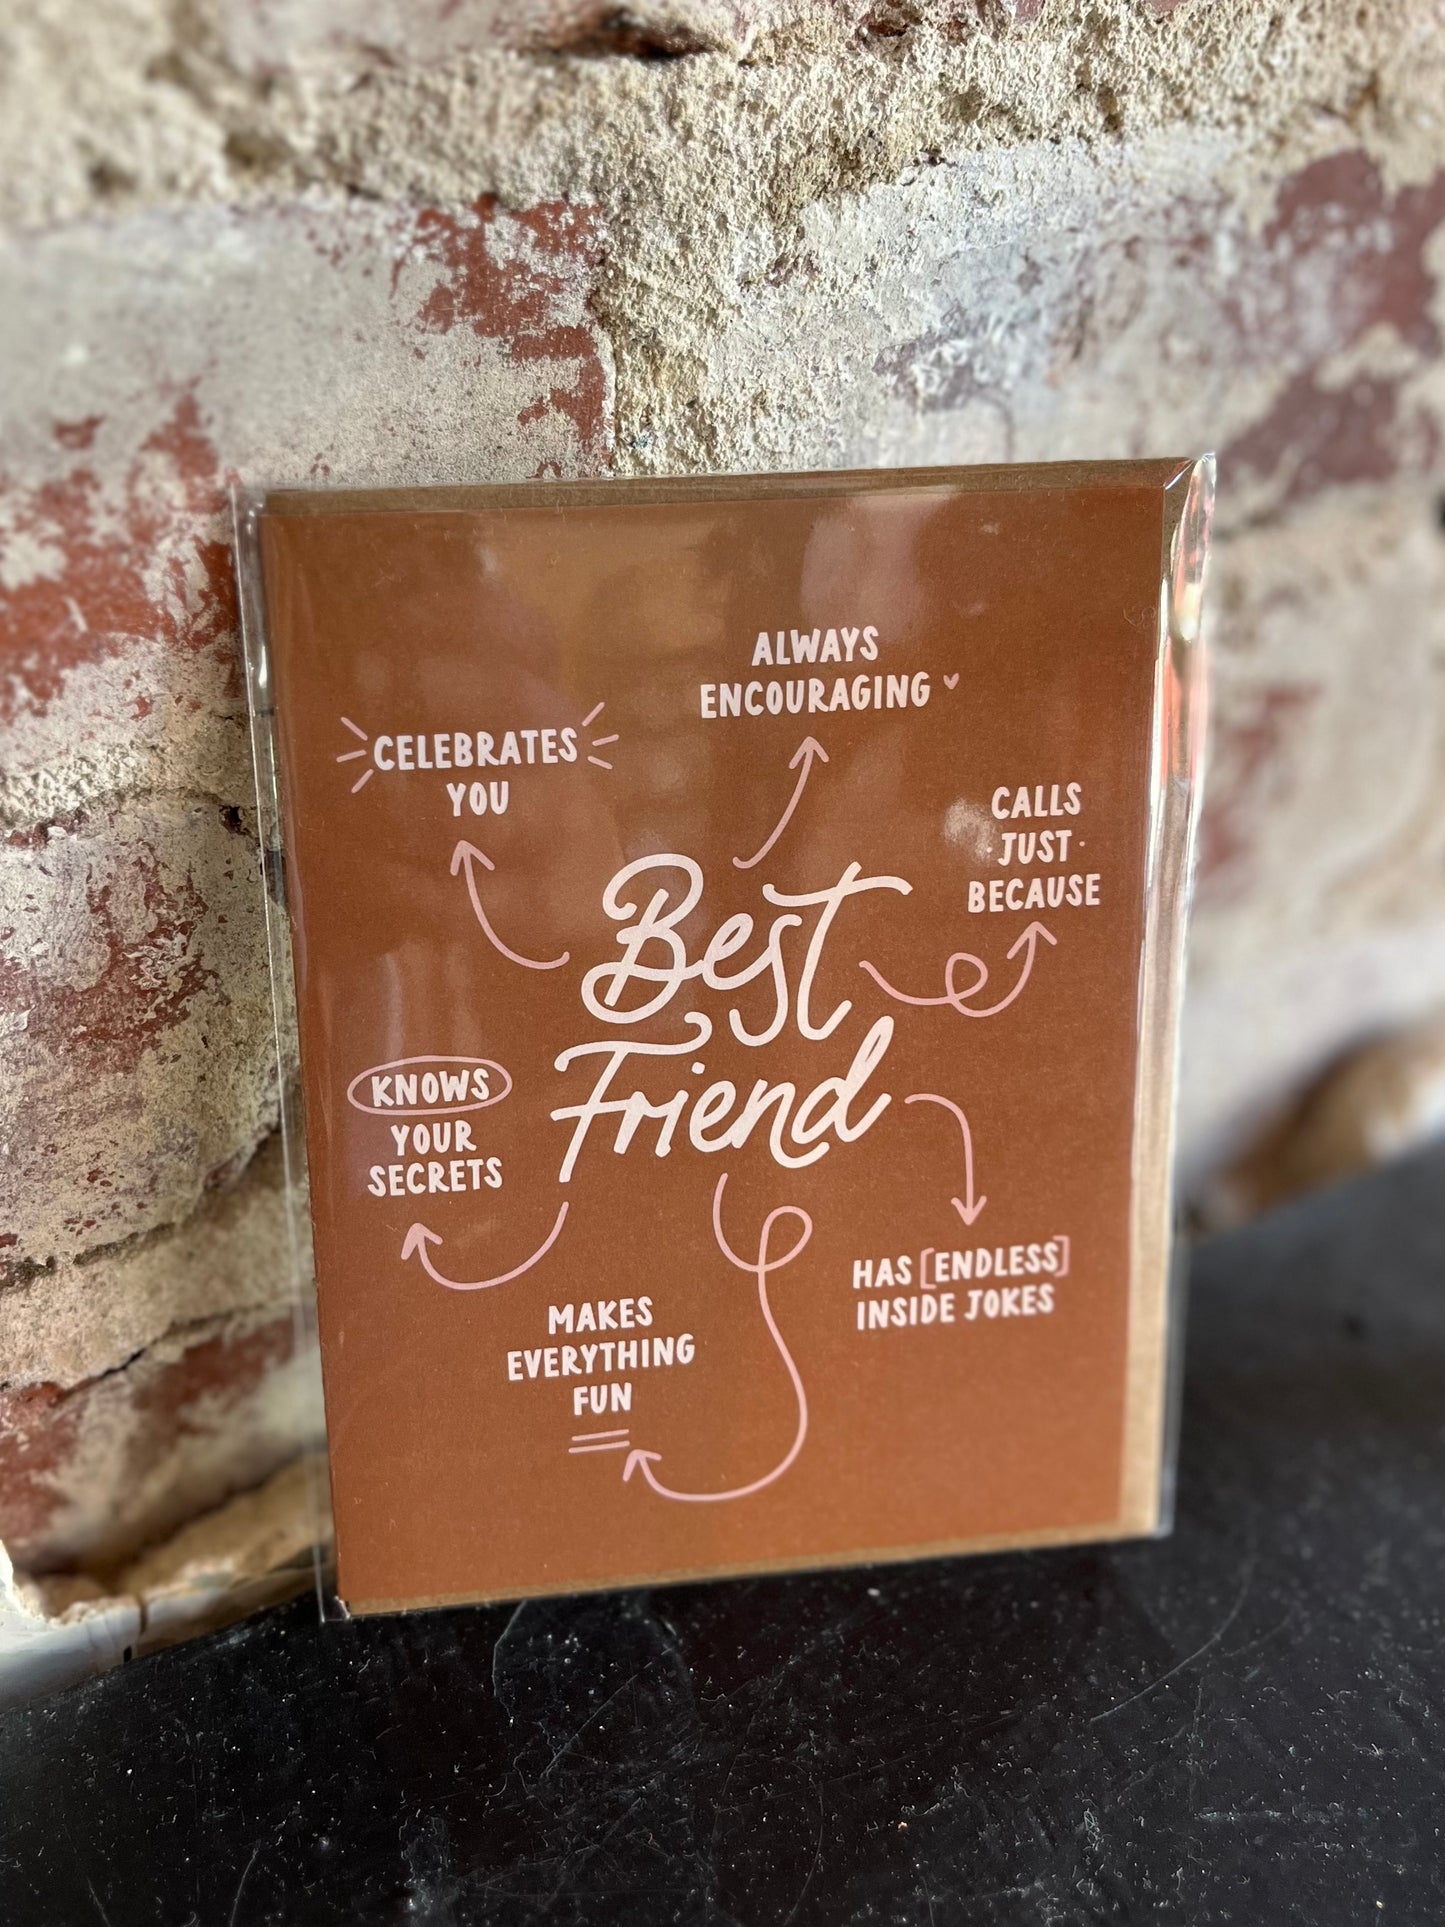 ALWAYS
ENCOURAGING
CELEBRATES
YOU
CALLS
JUST
BECAUSE
Best
Friend
KNOWS
YOUR
SECRETS
HAS [ENDLESS]
INSIDE JOKES
MAKES
EVERYTHING
FUN